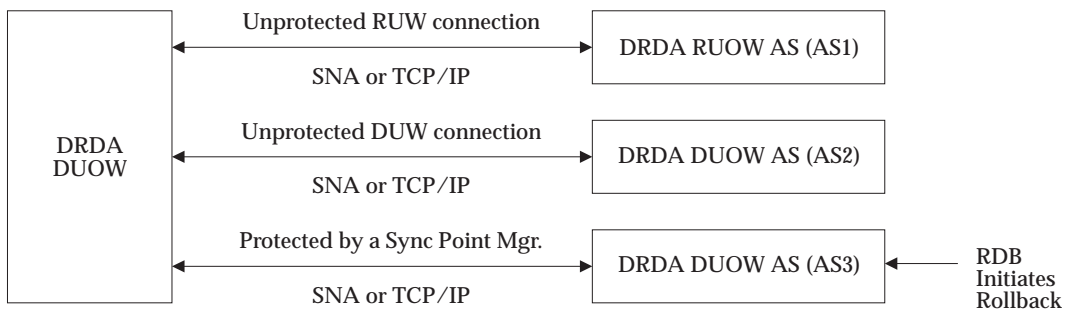 Unprotected RUW connection
DRDA RUOW AS (AS1)
SNA or TCP/IP
DRDA
DUOW
Unprotected DUW connection
DRDA DUOW AS (AS2)
SNA or TCP/IP
Protected by a Sync Point Mgr.
DRDA DUOW AS (AS3)
SNA or TCP/IP
RDB
Initiates
Rollback